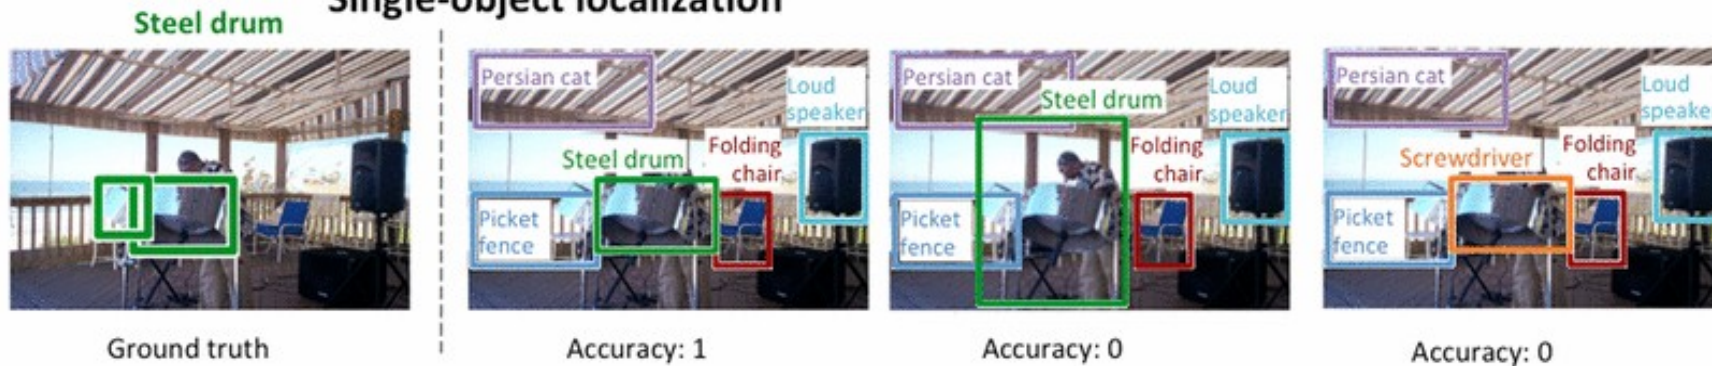 Single-object localization
Steel drum
Persian cat
Loud
speaker
Steel drum
Folding
chair
Picket
fence
Persian cat
Steel drum
Loud
speaker
Folding
chair
Picket
fence
Persian cat
Loud
speake
Screwdriver
Folding
chair
Picket
fence
Ground truth
Accuracy: 1
Accuracy: 0
Accuracy: 0